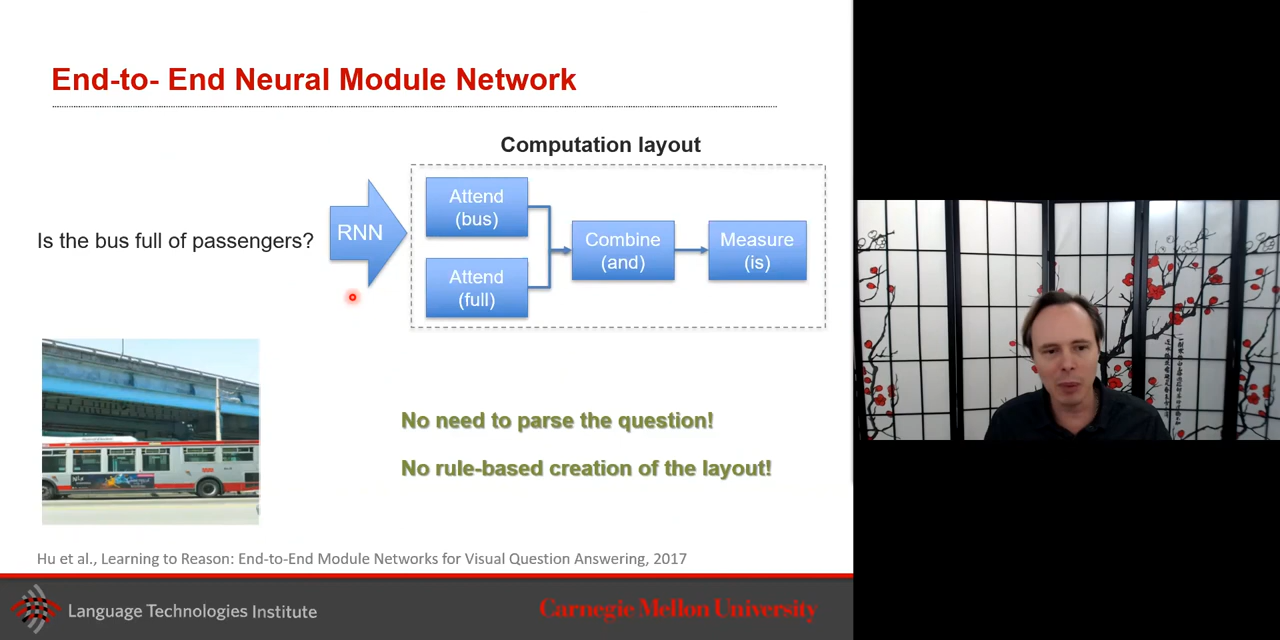 End-to- End Neural Module Network
Computation layout
Is the bus full of passengers?
RNN
Attend
(bus)
Attend
(full)
Combine
(and)
Measure
(is)
No need to parse the question!
No rule-based creation of the layout!
Hu et al., Learning to Reason: End-to-End Module Networks for Visual Question Answering, 2017
Language Technologies Institute
Carnegie Mellon University